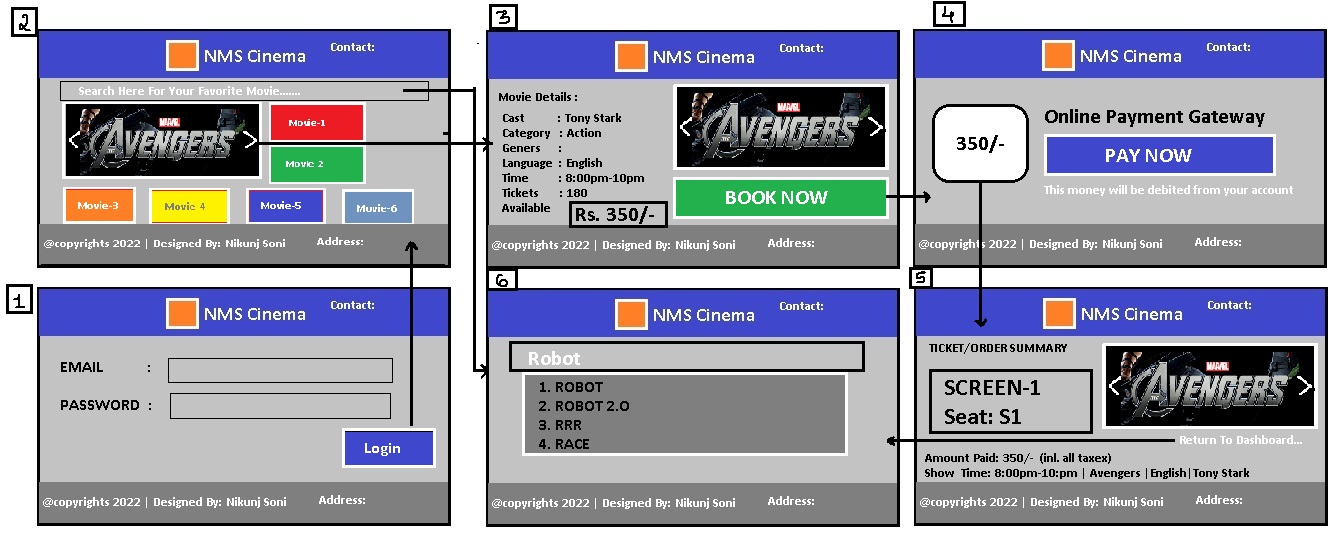 2
NMS Cinema
Contact:
Search Here For Your Favorite Movie.......
MARVEL
THE AVENGERS
Movie-1
Movie 2
Movie-3
Movie-4
Movie-5
Muvie-6
@copyrights 2022 | Designed By: Nikunj Soni
Address:
3
NMS Cinema
Contact:
Movie Details :
Cast : Tony Stark
Category : Action
Geners :
Language : English
Time : 8:00pm-10pm
Tickets : 180
Available
Rs. 350/-
MARVEL
THE AVENGERS
BOOK NOW
@copyrights 2022 | Designed By: Nikunj Soni
Address:
4
NMS Cinema
Contact:
350/-
Online Payment Gateway
PAY NOW
This money will be debited from your account
@copyrights 2022 | Designed By: Nikunj Soni
Address:
1
NMS Cinema
Contact:
EMAIL :
PASSWORD :
Login
@copyrights 2022 | Designed By: Nikunj Soni
Address:
6
NMS Cinema
Contact:
Robot
1. ROBOT
2. ROBOT 2.O
3. RRR
4. RACE
@copyrights 2022 | Designed By: Nikunj Soni
Address:
5
NMS Cinema
Contact:
TICKET/ORDER SUMMARY
SCREEN-1
Seat: S1
MARVEL
THE AVENGERS
Return To Dashboard...
Amount Paid: 350/- (inl. all taxex)
Show Time: 8:00pm-10:pm | Avengers |English|Tony Stark
@copyrights 2022 | Designed By: Nikunj Soni
Address: